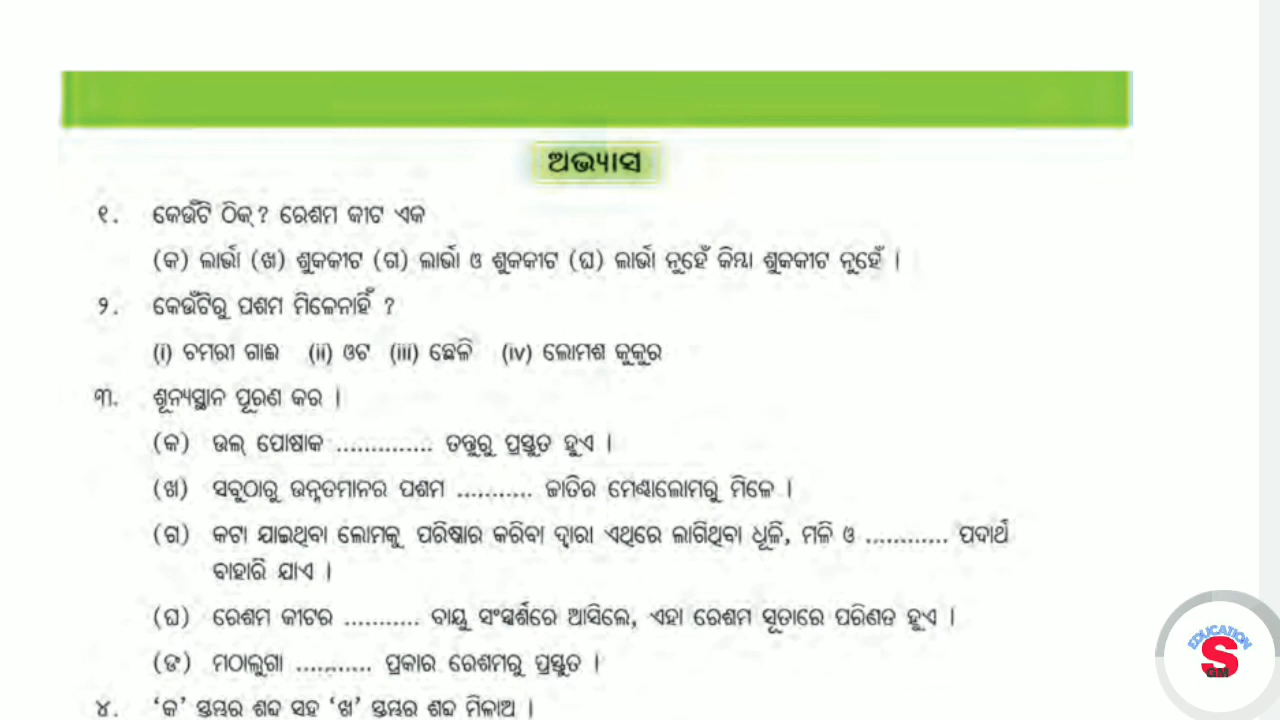 ଅଭ୍ୟାସ
୧. କେଉଁଟି ଠିକ୍ ? ରେଶମ କୀଟ ଏକ
(କ) ଲାର୍ଭା (ଖ) ଶୁକକୀଟ (ଗ) ଲାର୍ଭା ଓ ଶୁକକୀଟ (ଘ) ଲାର୍ଭା ନୁହେଁ କିମ୍ବା ଶୁକକୀଟ ନୁହେଁ ।
୨. କେଉଁଟିରୁ ପଶମ ମିଳେନାହିଁ ?
(i) ଚମରୀ ଗାଈ (ii) ଓଟ (iii) ଛେଳି (iv) ଲୋମଶ କୁକୁର
୩. ଶୂନ୍ୟସ୍ଥାନ ପୂରଣ କର ।
(କ) ଉଲ୍ ପୋଷାକ .............. ତନ୍ତୁରୁ ପ୍ରସ୍ତୁତ ହୁଏ ।
(ଖ) ସବୁଠାରୁ ଉନ୍ନତମାନର ପଶମ ........... ଜାତିର ମେଣ୍ଢାଲୋମରୁ ମିଳେ ।
(ଗ) କଟା ଯାଇଥିବା ଲୋମକୁ ପରିଷ୍କାର କରିବା ଦ୍ୱାରା ଏଥିରେ ଲାଗିଥିବା ଧୂଳି, ମଳି ଓ ............ ପଦାର୍ଥ
ବାହାରି ଯାଏ ।
(ଘ) ରେଶମ କୀଟର ........... ବାୟୁ ସଂସ୍ପର୍ଶରେ ଆସିଲେ, ଏହା ରେଶମ ସୂତାରେ ପରିଣତ ହୁଏ ।
(ଙ) ମଠାଲୁଗା ........... ପ୍ରକାର ରେଶମରୁ ପ୍ରସ୍ତୁତ ।
୪. ‘କ’ ସ୍ତମ୍ଭର ଶବ୍ଦ ସହ ‘ଖ’ ସ୍ତମ୍ଭର ଶବ୍ଦ ମିଳାଅ ।
EDUCATION
S
GM